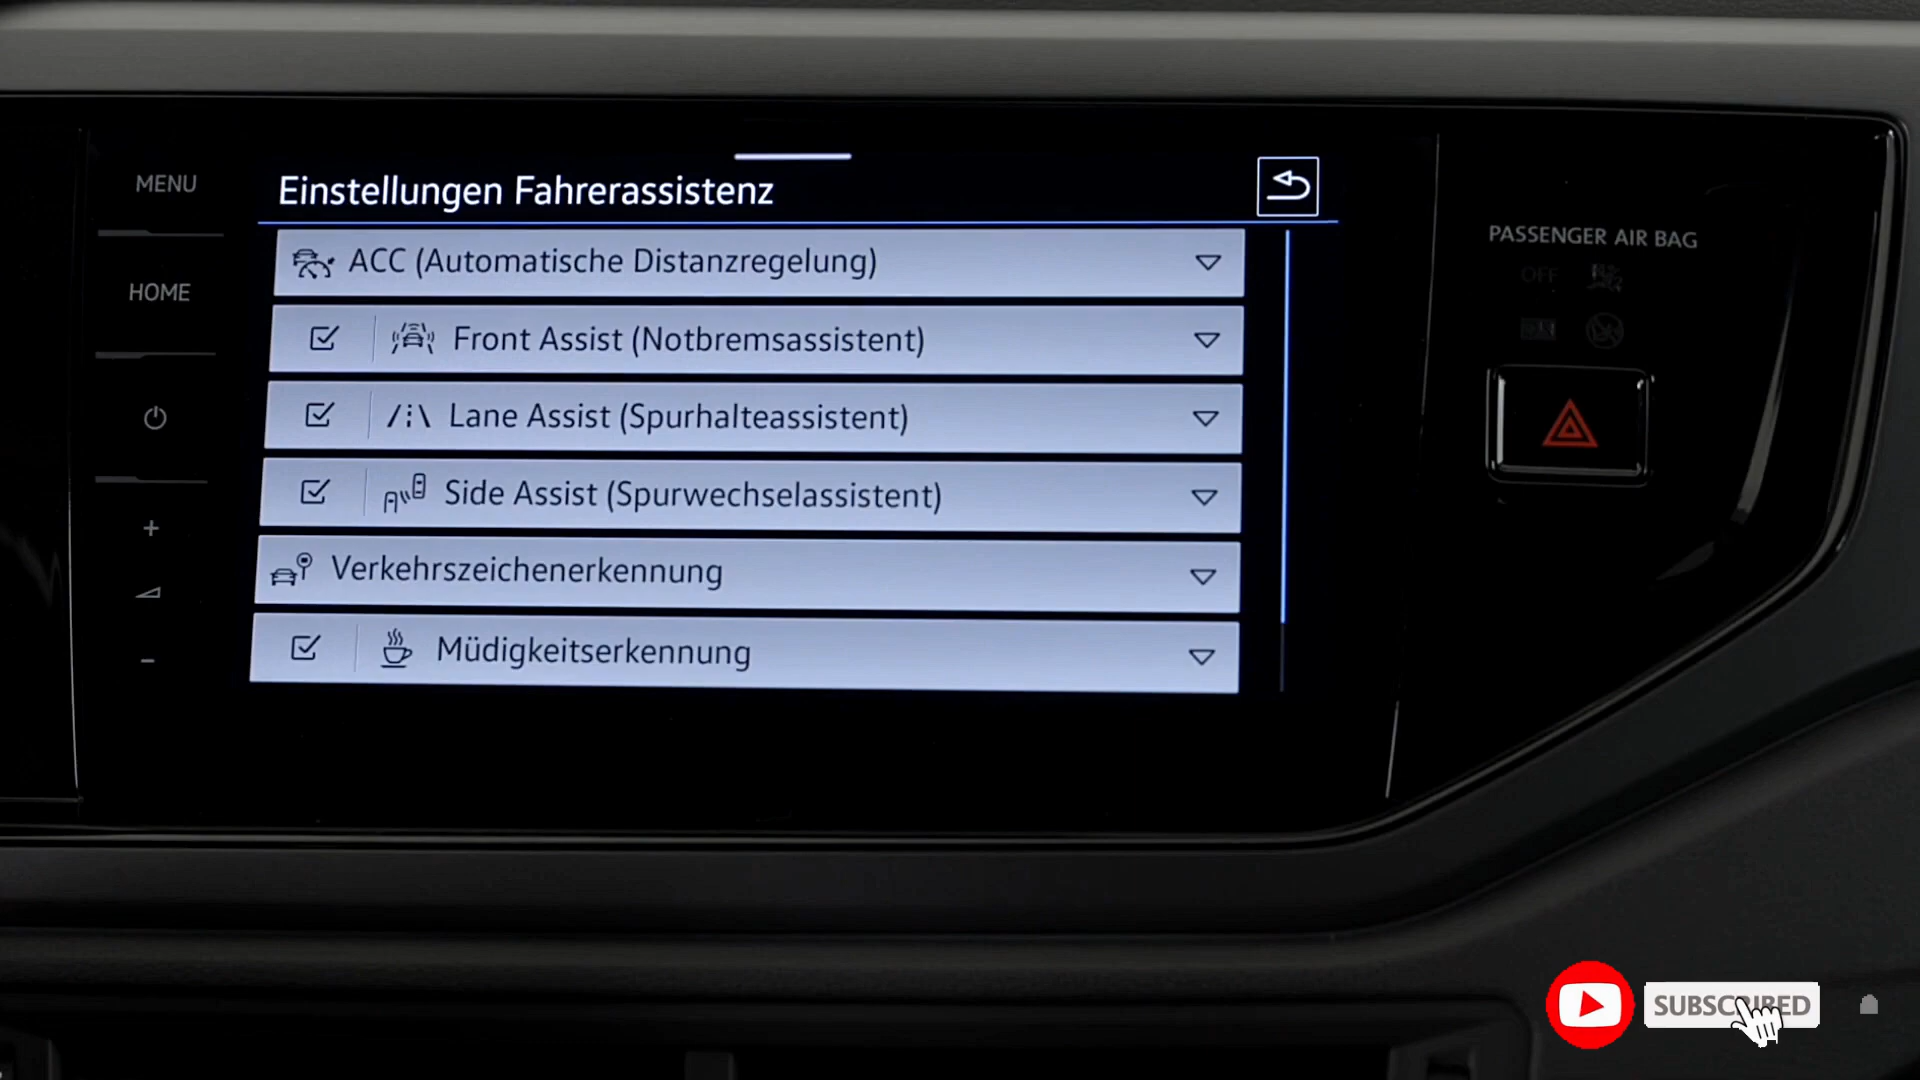 MENU
HOME
+
-
Einstellungen Fahrerassistenz
ACC (Automatische Distanzregelung)
Front Assist (Notbremsassistent)
Lane Assist (Spurhalteassistent)
Side Assist (Spurwechselassistent)
Verkehrszeichenerkennung
Müdigkeitserkennung
PASSENGER AIR BAG
OFF
SUBSCRIBED